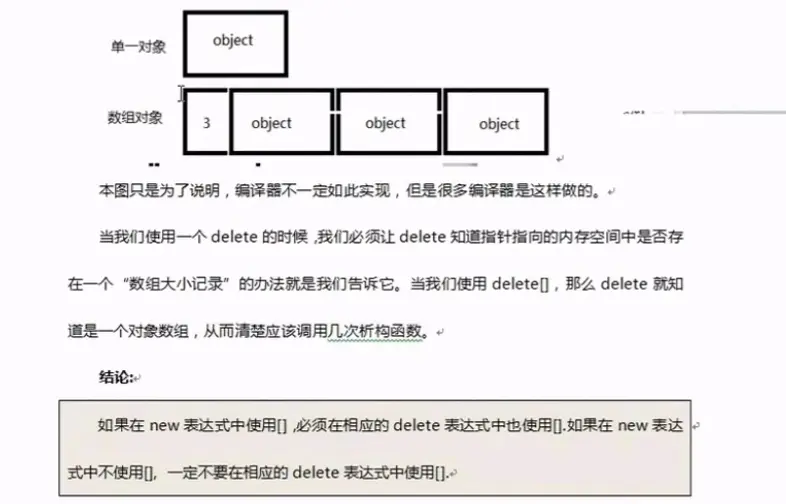 单一对象
object
数组对象
3
object
object
object
本图只是为了说明，编译器不一定如此实现，但是很多编译器是这样做的。
当我们使用一个 delete 的时候,我们必须让 delete 知道指针指向的内存空间中是否存
在一个“数组大小记录”的办法就是我们告诉它。当我们使用 delete[]，那么 delete 就知
道是一个对象数组，从而清楚应该调用几次析构函数。
结论:
如果在 new 表达式中使用[] ,必须在相应的 delete 表达式中也使用[].如果在 new 表达
式中不使用[], 一定不要在相应的 delete 表达式中使用[].